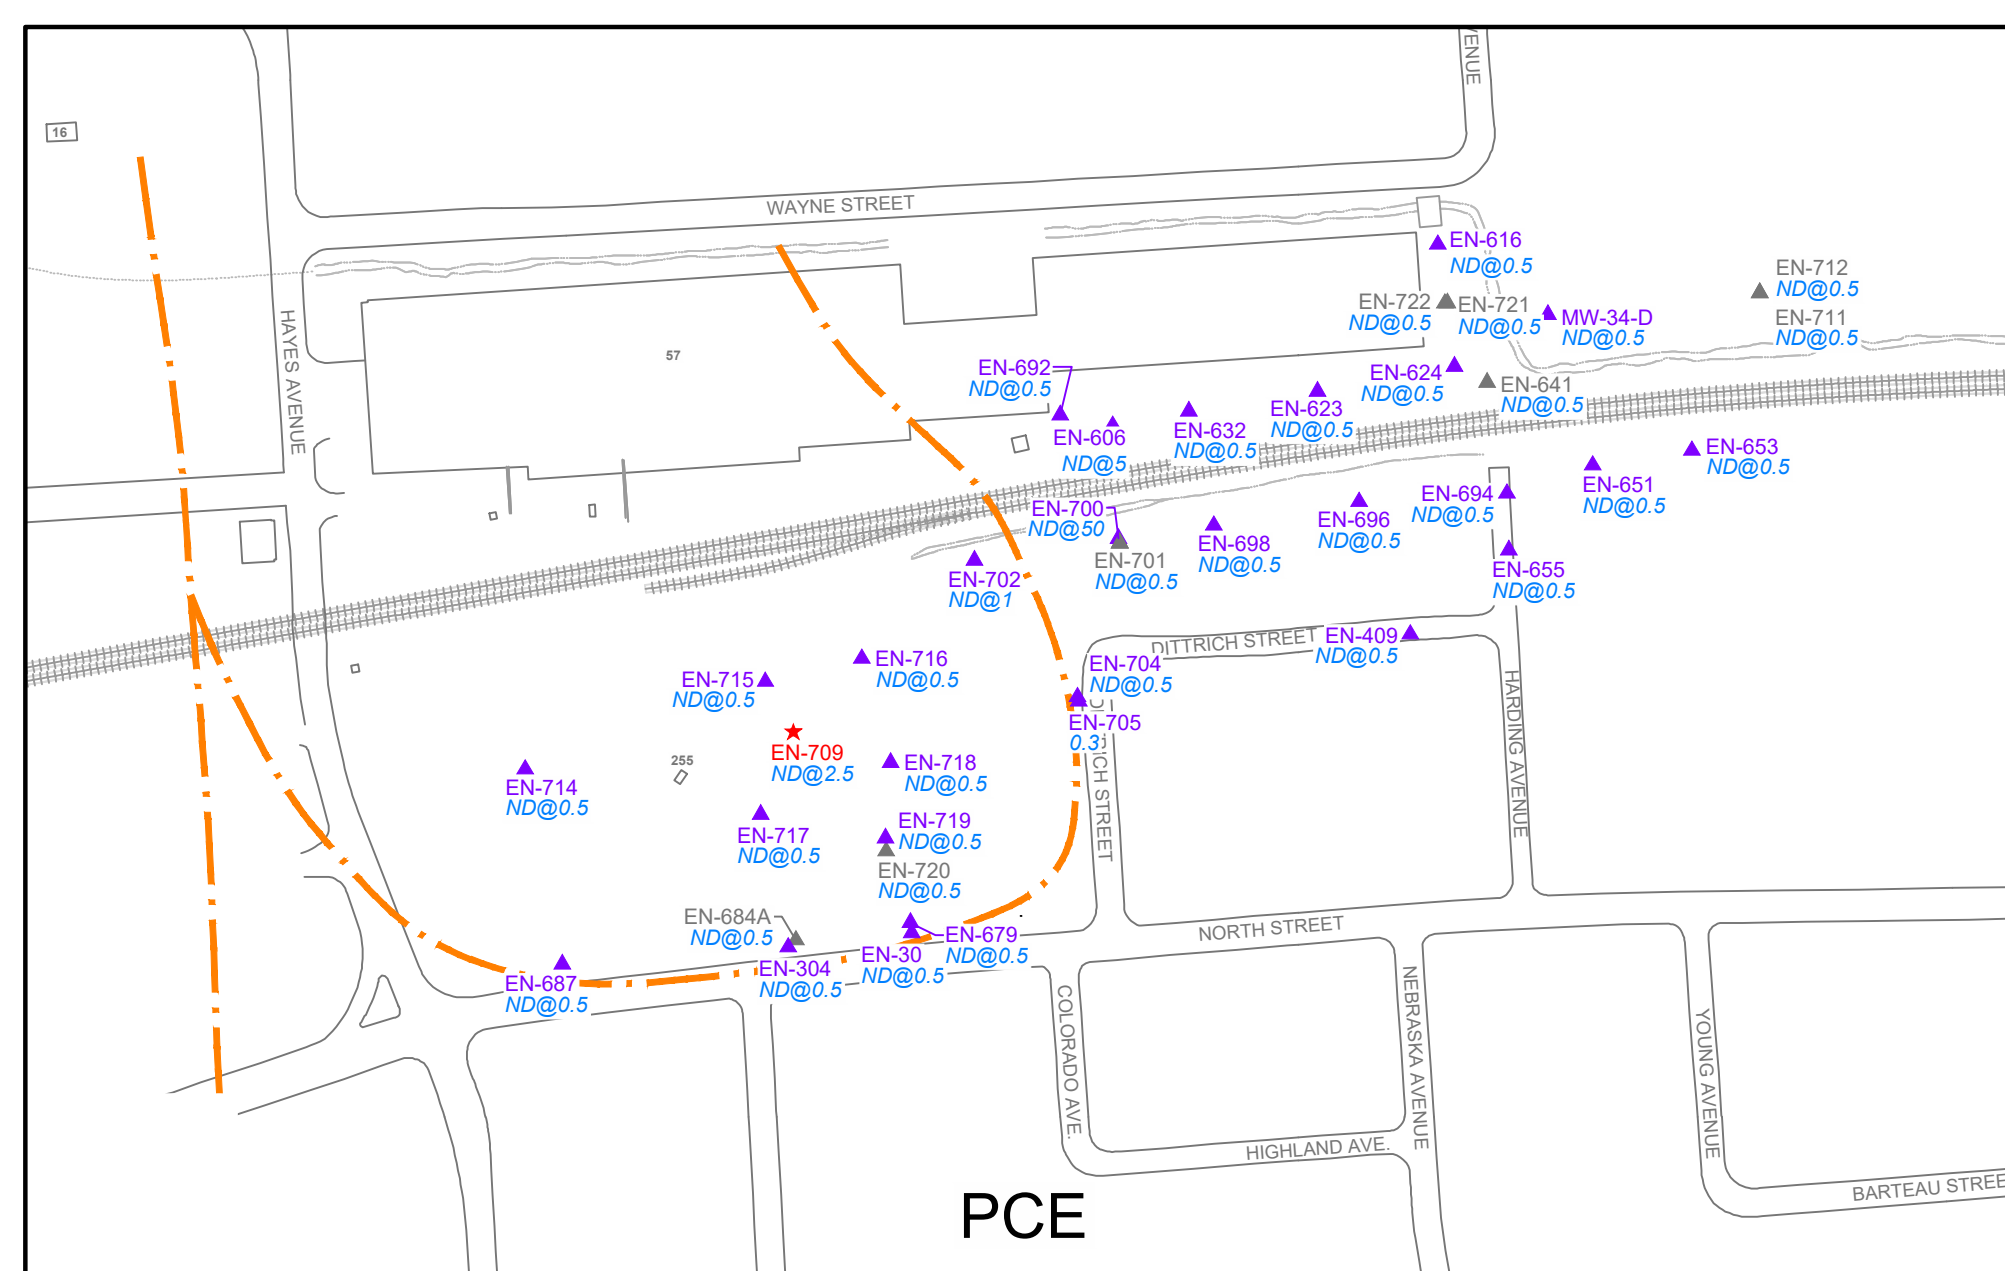 VENUE
16
WAYNE STREET
EN-616
ND@0.5
EN-712
ND@0.5
EN-722
ND@0.5
EN-721
ND@0.5
MW-34-D
ND@0.5
EN-711
ND@0.5
HAYES AVENUE
57
EN-692
ND@0.5
EN-624
ND@0.5
EN-641
ND@0.5
EN-606
ND@5
EN-632
ND@0.5
EN-623
ND@0.5
EN-653
ND@0.5
EN-651
ND@0.5
EN-694
ND@0.5
EN-700
ND@50
EN-696
ND@0.5
EN-698
ND@0.5
EN-701
ND@0.5
EN-702
ND@1
EN-655
ND@0.5
DITTRICH STREET
EN-409
ND@0.5
EN-716
ND@0.5
EN-704
ND@0.5
EN-715
ND@0.5
EN-705
0.3
DITTRICH STREET
HARDING AVENUE
EN-709
ND@2.5
255
EN-718
ND@0.5
EN-714
ND@0.5
EN-717
ND@0.5
EN-719
ND@0.5
EN-720
ND@0.5
EN-684A
ND@0.5
EN-679
ND@0.5
NORTH STREET
EN-30
ND@0.5
EN-304
ND@0.5
EN-687
ND@0.5
COLORADO AVE.
NEBRASKA AVENUE
YOUNG AVENUE
HIGHLAND AVE.
BARTEAU STREE
PCE